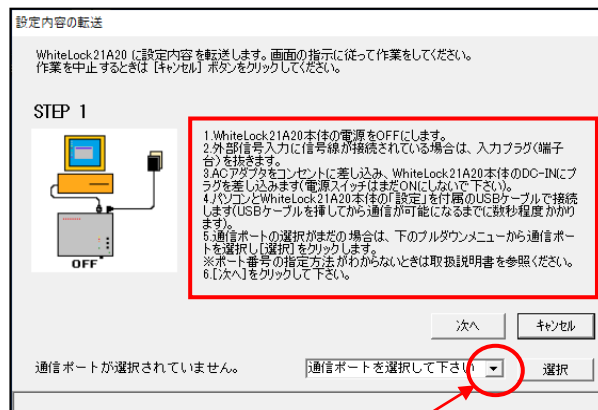 設定内容の転送
WhiteLock21A20 に設定内容を転送します。画面の指示に従って作業をしてください。
作業を中止するときは [キャンセル] ボタンをクリックしてください。
STEP 1
1.WhiteLock21A20本体の電源をOFFにします。
2.外部信号入力に信号線が接続されている場合は、入力プラグ(端子
台)を抜きます。
3.ACアダプタをコンセントに差し込み、WhiteLock21A20本体のDC-INにプ
ラグを差し込みます(電源スイッチはまだONにしないで下さい)。
4.パソコンとWhiteLock21A20本体の「設定」を付属のUSBケーブルで接続
します(USBケーブルを挿してから通信が可能になるまでに数秒程度かかり
ます)。
5.通信ポートの選択がまだの場合は、下のプルダウンメニューから通信ポー
トを選択し[選択]をクリックします。
※ポート番号の指定方法がわからないときは取扱説明書を参照ください。
6.[次へ]をクリックして下さい。
OFF
次へ
キャンセル
通信ポートが選択されていません。
通信ポートを選択して下さい
選択